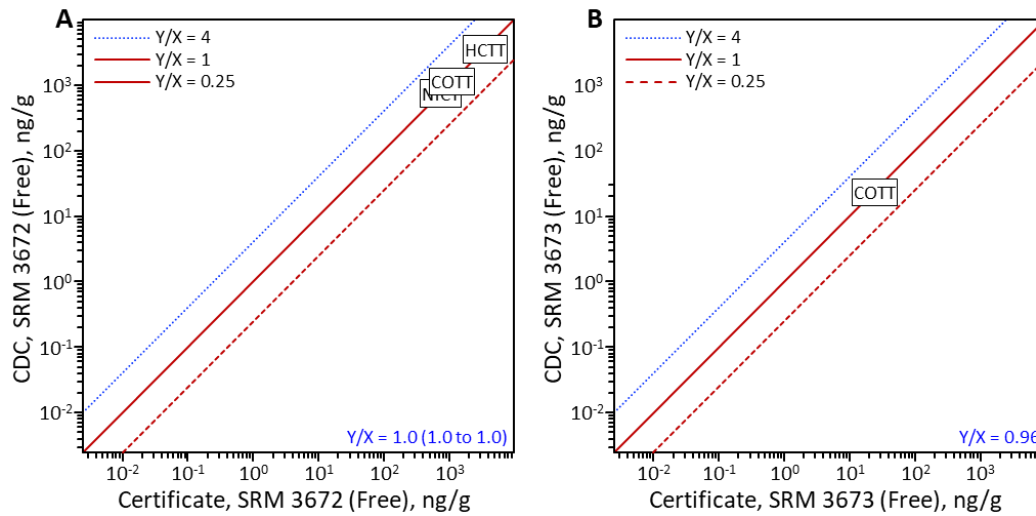 A
Y/X = 4
Y/X = 1
Y/X = 0.25
HCTT
COTT
10³
10²
10¹
10⁰
10⁻¹
10⁻²
CDC, SRM 3672 (Free), ng/g
Y/X = 1.0 (1.0 to 1.0)
10⁻² 10⁻¹ 10⁰ 10¹ 10² 10³
Certificate, SRM 3672 (Free), ng/g
B
Y/X = 4
Y/X = 1
Y/X = 0.25
COTT
10³
10²
10¹
10⁰
10⁻¹
10⁻²
CDC, SRM 3673 (Free), ng/g
Y/X = 0.96
10⁻² 10⁻¹ 10⁰ 10¹ 10² 10³
Certificate, SRM 3673 (Free), ng/g